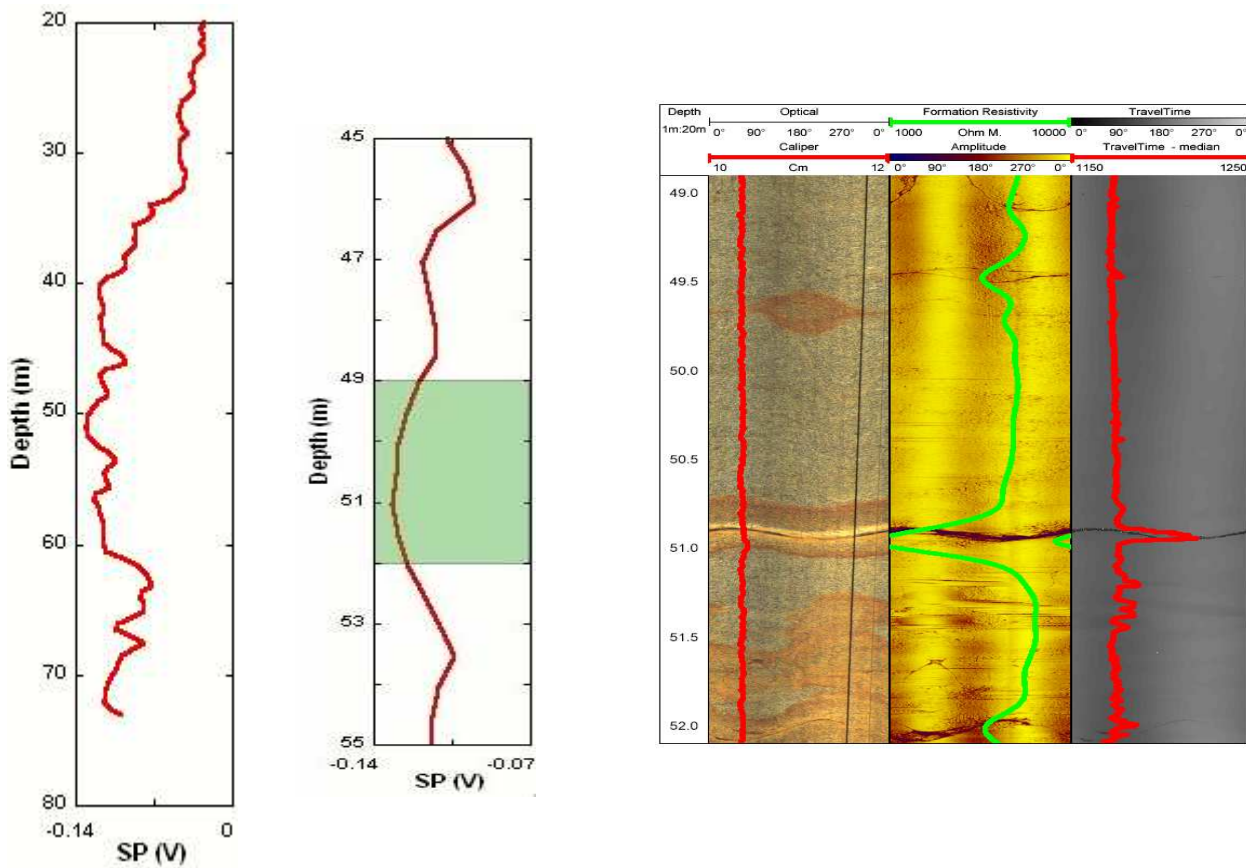 20
30
40
50
60
70
80
Depth (m)
-0.14 0
SP (V)
45
47
49
51
53
55
Depth (m)
-0.14 -0.07
SP (V)
Depth Optical Formation Resistivity TravelTime
1m:20m 0° 90° 180° 270° 0° 1000 Ohm M. 10000 0° 90° 180° 270° 0°
Caliper Amplitude TravelTime - median
10 Cm 12 0° 90° 180° 270° 0° 1150 1250
49.0
49.5
50.0
50.5
51.0
51.5
52.0